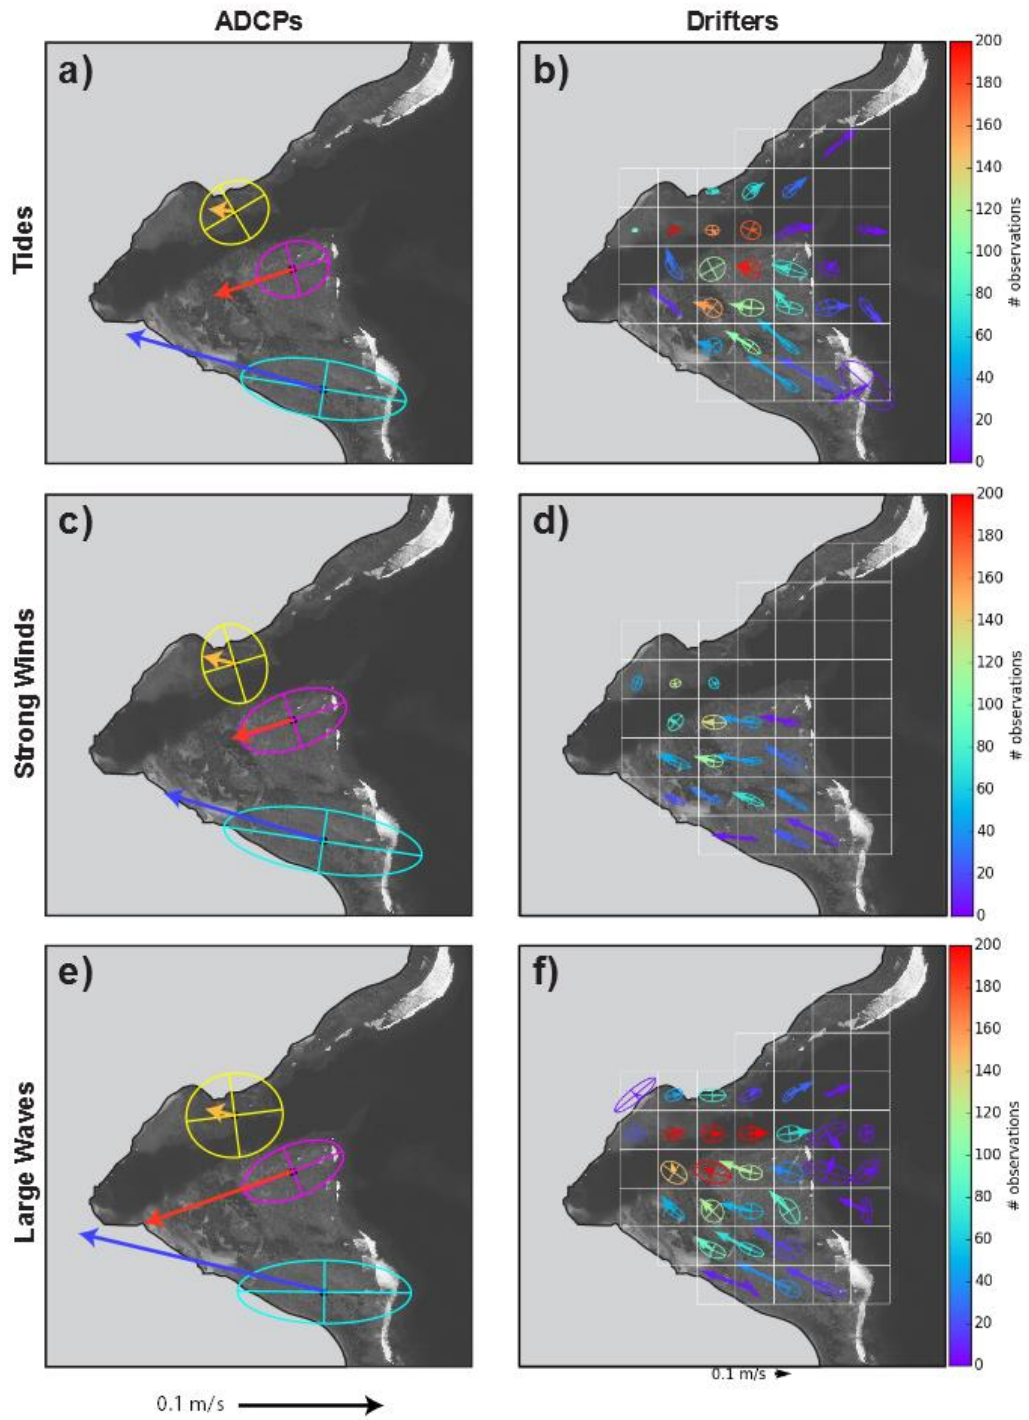 ADCPs
Drifters
Tides
a)
b)
200
180
160
140
120
100
80
60
40
20
0
# observations
Strong Winds
c)
d)
200
180
160
140
120
100
80
60
40
20
0
# observations
Large Waves
e)
f)
200
180
160
140
120
100
80
60
40
20
0
# observations
0.1 m/s
0.1 m/s